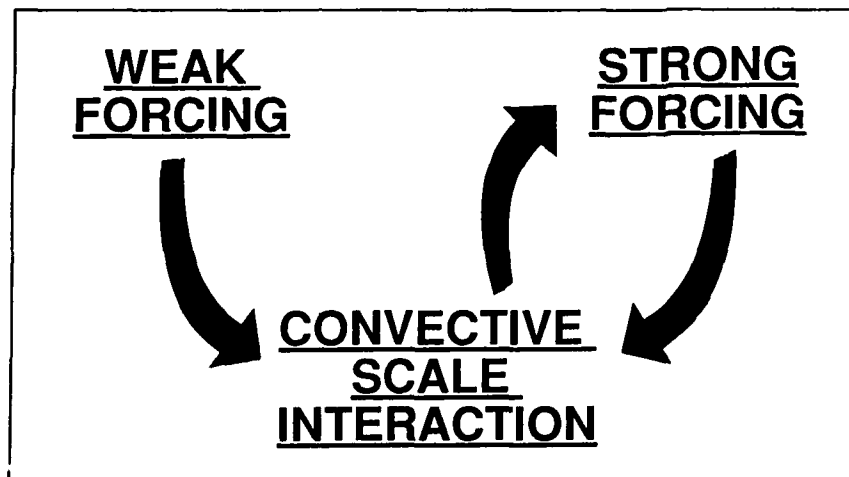 WEAK
FORCING
STRONG
FORCING
CONVECTIVE
SCALE
INTERACTION